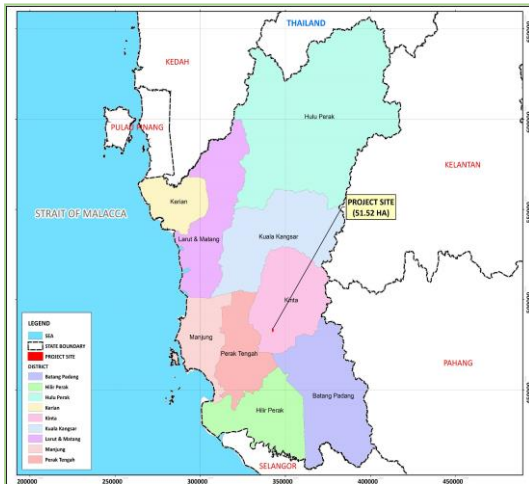 THAILAND
KEDAH
Hulu Perak
PULAU PINANG
KELANTAN
Kerian
PROJECT SITE
(51.52 HA)
STRAIT OF MALACCA
Larut & Matang
Kuala Kangsar
Kinta
Manjung
Perak Tengah
PAHANG
Batang Padang
Hilir Perak
SELANGOR
LEGEND
SEA
STATE BOUNDARY
PROJECT SITE
DISTRICT
Batang Padang
Hilir Perak
Hulu Perak
Kerian
Kinta
Kuala Kangsar
Larut & Matang
Manjung
Perak Tengah
200000 250000 300000 350000 400000 450000